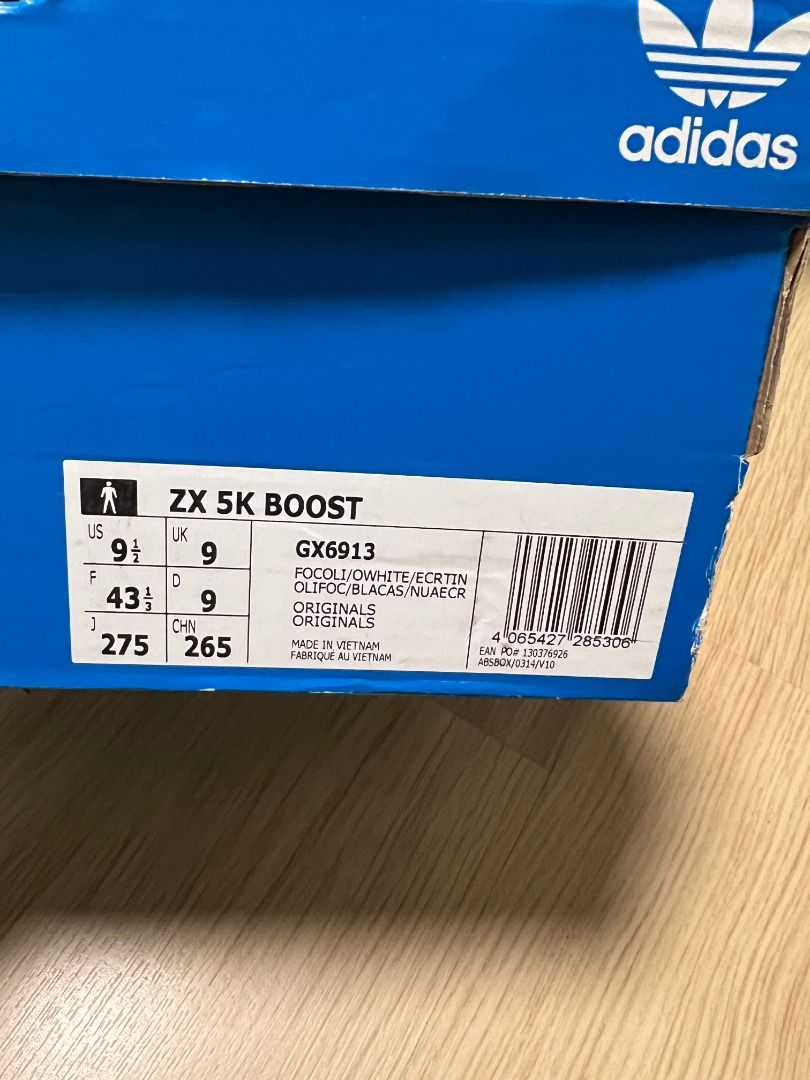 adidas
ZX 5K BOOST
US 9½ UK 9
F 43⅓ D 9
J 275 CHN 265
GX6913
FOCOLI/OWHITE/ECRTIN
OLIFOC/BLACAS/NUAECR
ORIGINALS
ORIGINALS
MADE IN VIETNAM
FABRIQUÉ AU VIETNAM
4 065427 285306
EAN PO# 130376926
ABSBOX/0314/V10